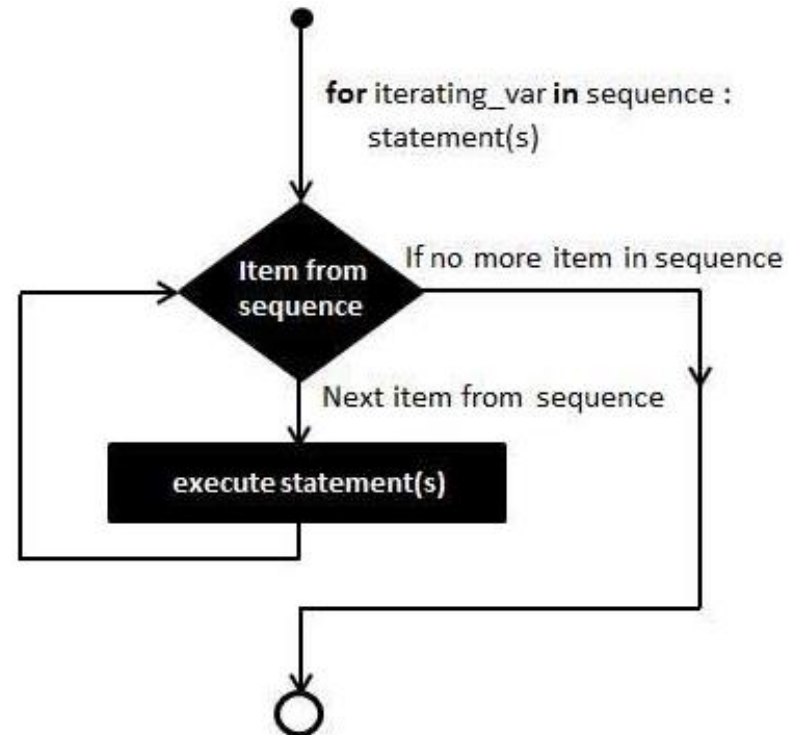 for iterating_var in sequence :
statement(s)
If no more item in sequence
Item from
sequence
Next item from sequence
execute statement(s)